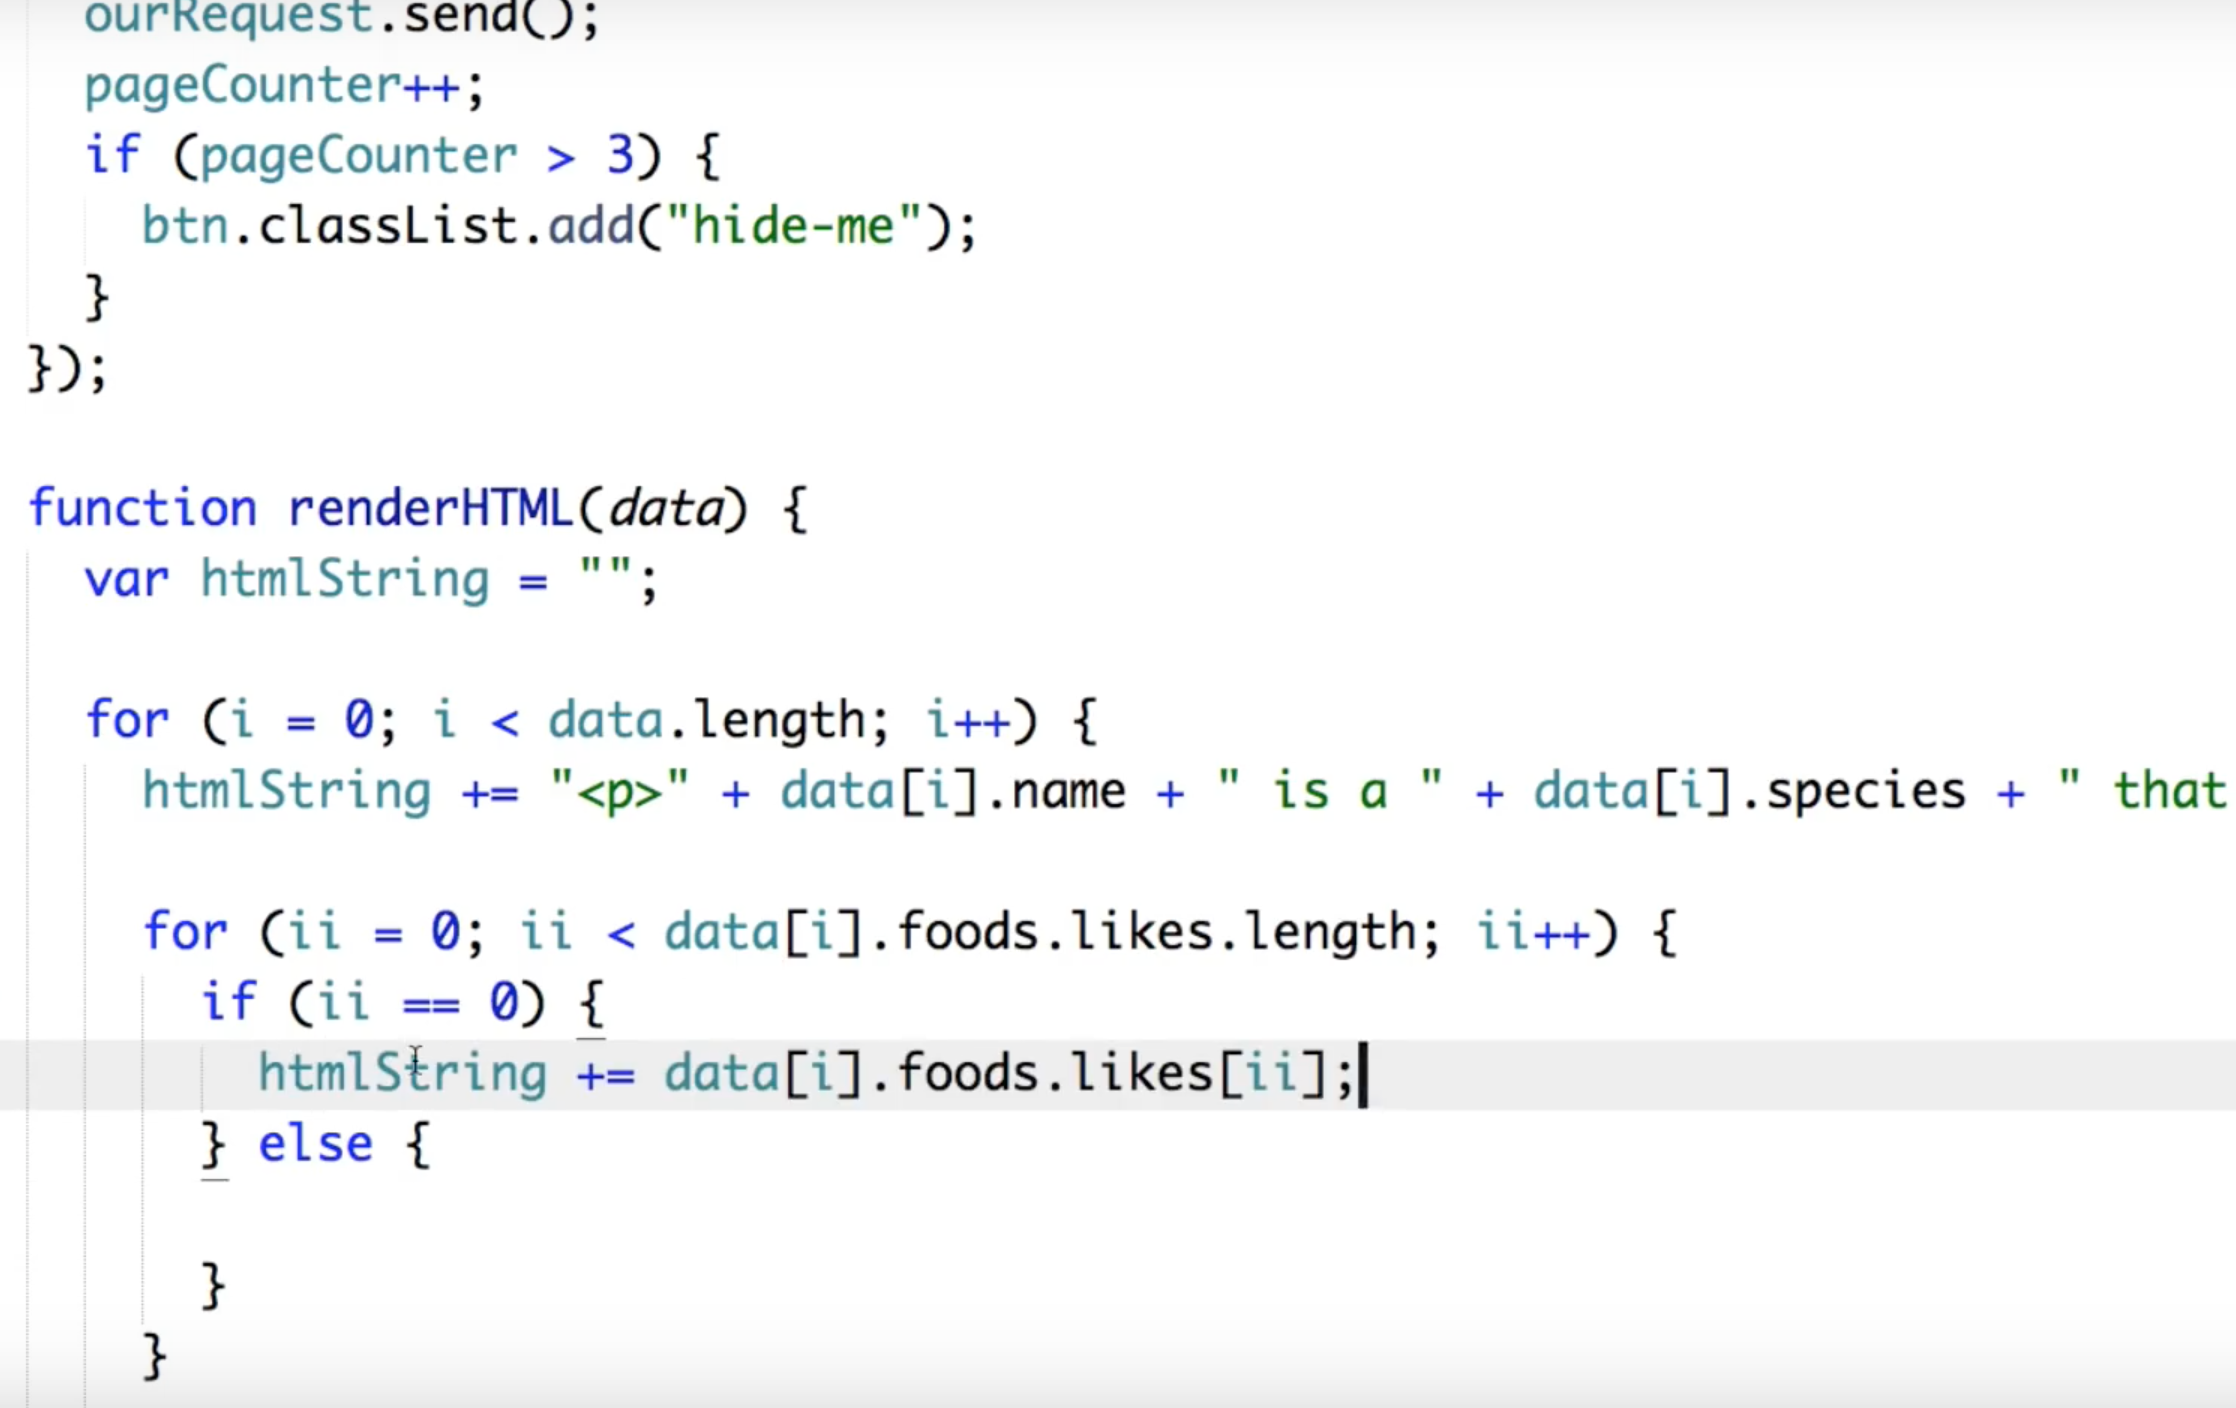 ourRequest.send();
pageCounter++;
if (pageCounter > 3) {
btn.classList.add("hide-me");
}
});
function renderHTML(data) {
var htmlString = "";
for (i = 0; i < data.length; i++) {
htmlString += "<p>" + data[i].name + " is a " + data[i].species + " that
for (ii = 0; ii < data[i].foods.likes.length; ii++) {
if (ii == 0) {
htmlString += data[i].foods.likes[ii];
} else {
}
}